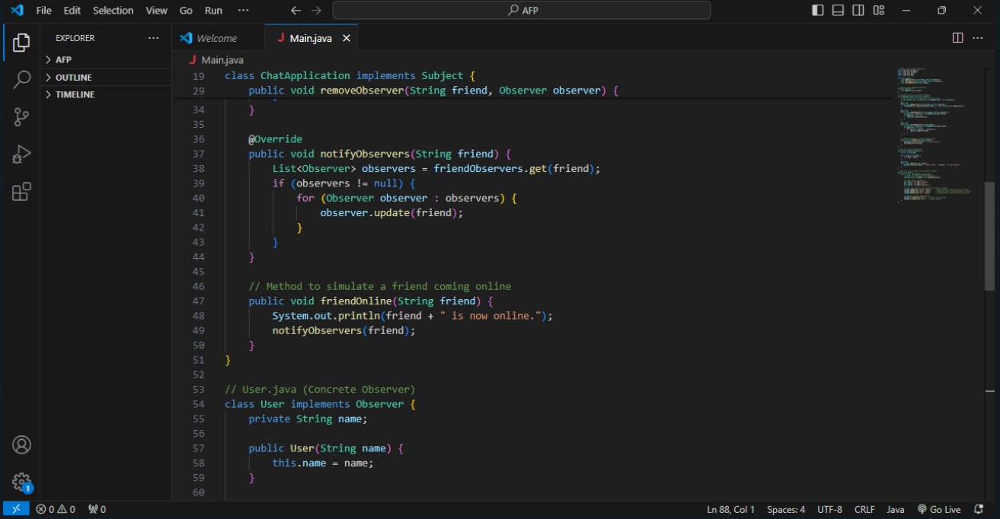 File Edit Selection View Go Run ··· AFP
EXPLORER ···
AFP
OUTLINE
TIMELINE
Welcome
Main.java
Main.java
19 class ChatApplication implements Subject {
29 public void removeObserver(String friend, Observer observer) {
34 }
35
36 @Override
37 public void notifyObservers(String friend) {
38 List<Observer> observers = friendObservers.get(friend);
39 if (observers != null) {
40 for (Observer observer : observers) {
41 observer.update(friend);
42 }
43 }
44 }
45
46 // Method to simulate a friend coming online
47 public void friendOnline(String friend) {
48 System.out.println(friend + " is now online.");
49 notifyObservers(friend);
50 }
51 }
52
53 // User.java (Concrete Observer)
54 class User implements Observer {
55 private String name;
56
57 public User(String name) {
58 this.name = name;
59 }
60
1
0 0 0 Ln 88, Col 1 Spaces: 4 UTF-8 CRLF Java Go Live